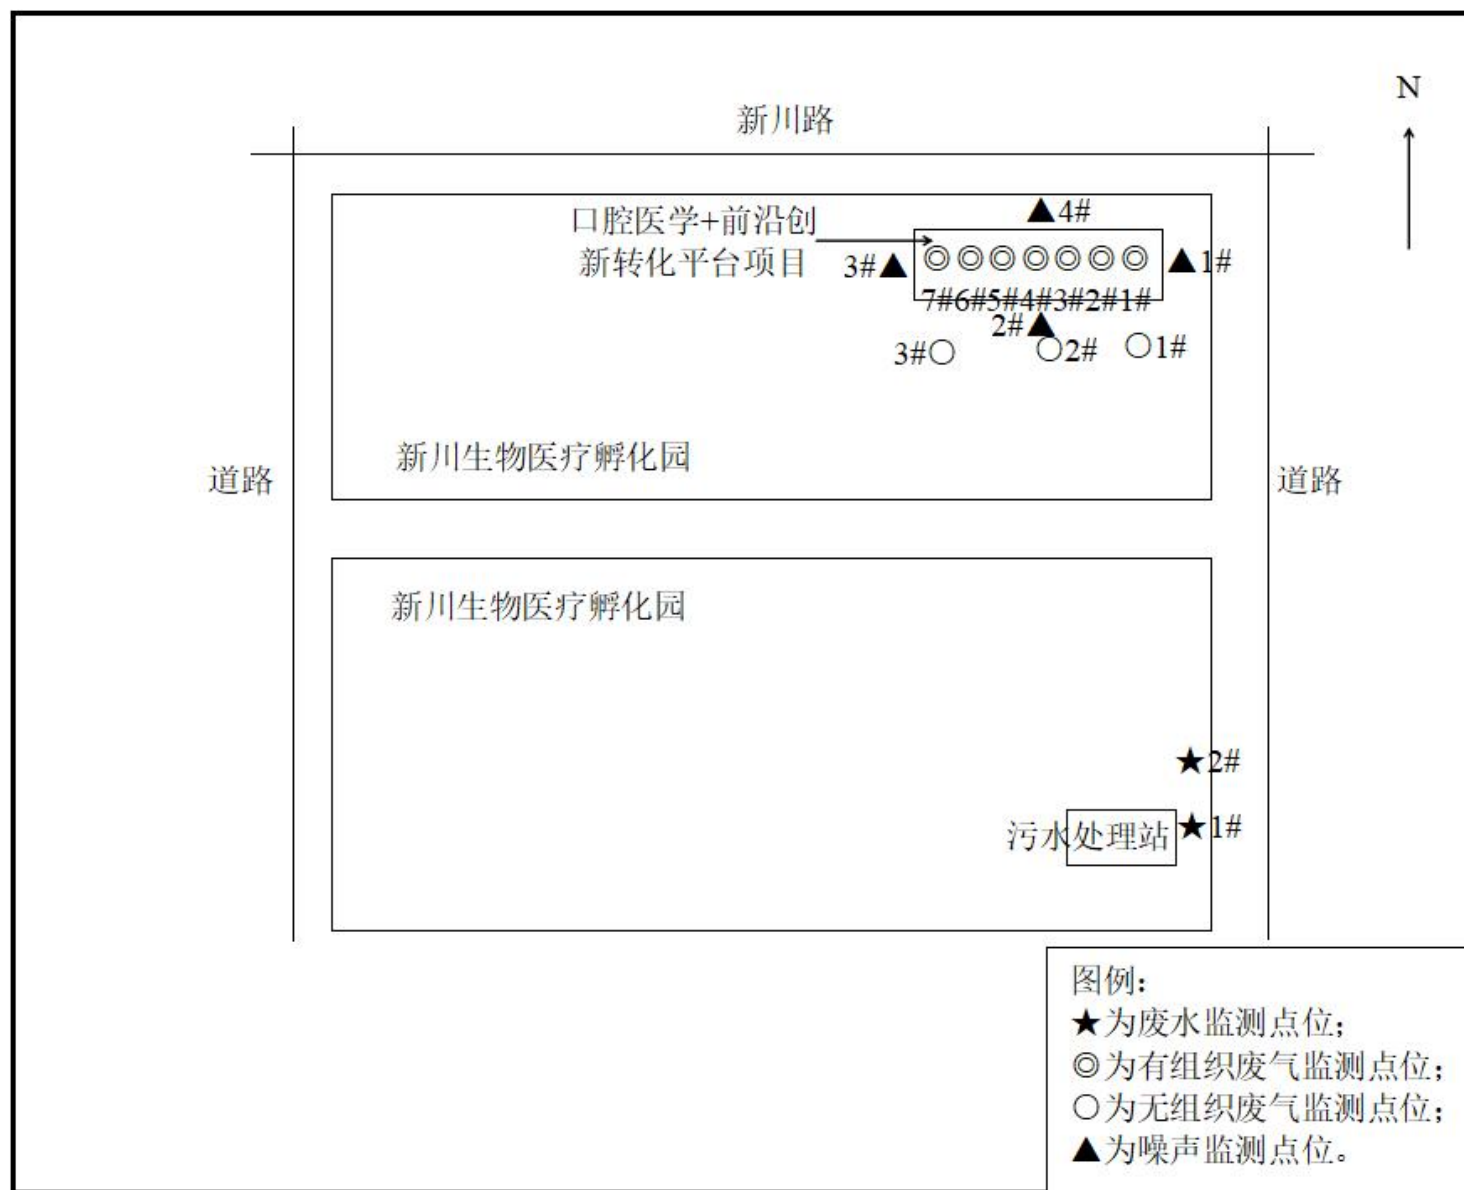 N
新川路
口腔医学+前沿创
新转化平台项目
▲4#
3#▲
▲1#
◎◎◎◎◎◎◎
7#6#5#4#3#2#1#
2#▲
3#○
○2#
○1#
新川生物医疗孵化园
道路
道路
新川生物医疗孵化园
★2#
污水处理站
★1#
图例：
★为废水监测点位；
◎为有组织废气监测点位；
○为无组织废气监测点位；
▲为噪声监测点位。